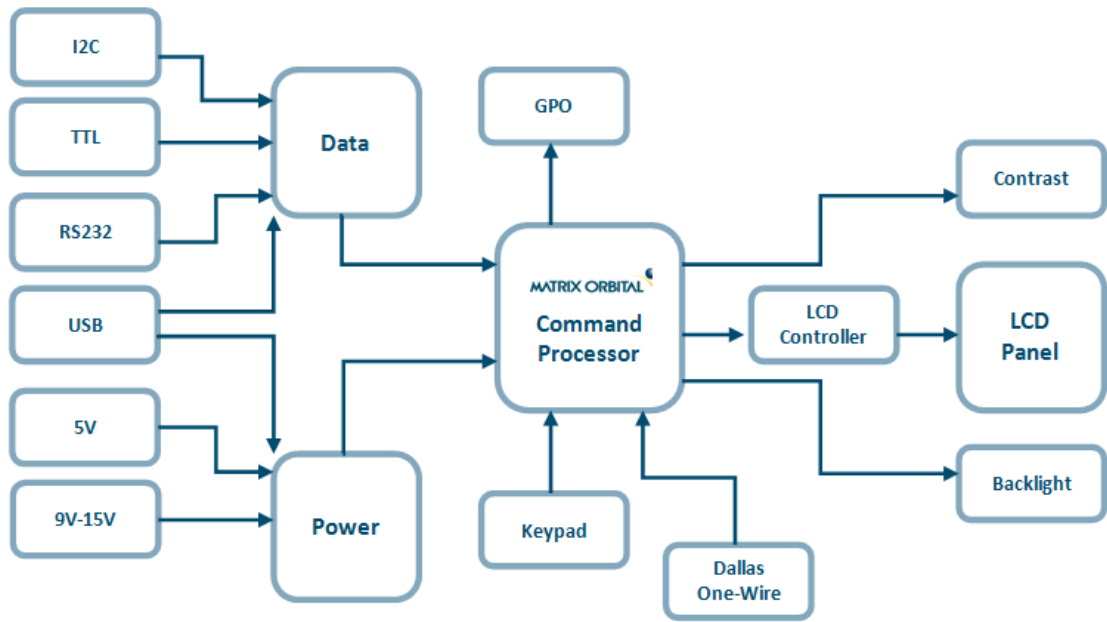 I2C
TTL
RS232
USB
5V
9V-15V
Data
Power
GPO
MATRIX ORBITAL
Command
Processor
Keypad
Dallas
One-Wire
LCD
Controller
Contrast
LCD
Panel
Backlight